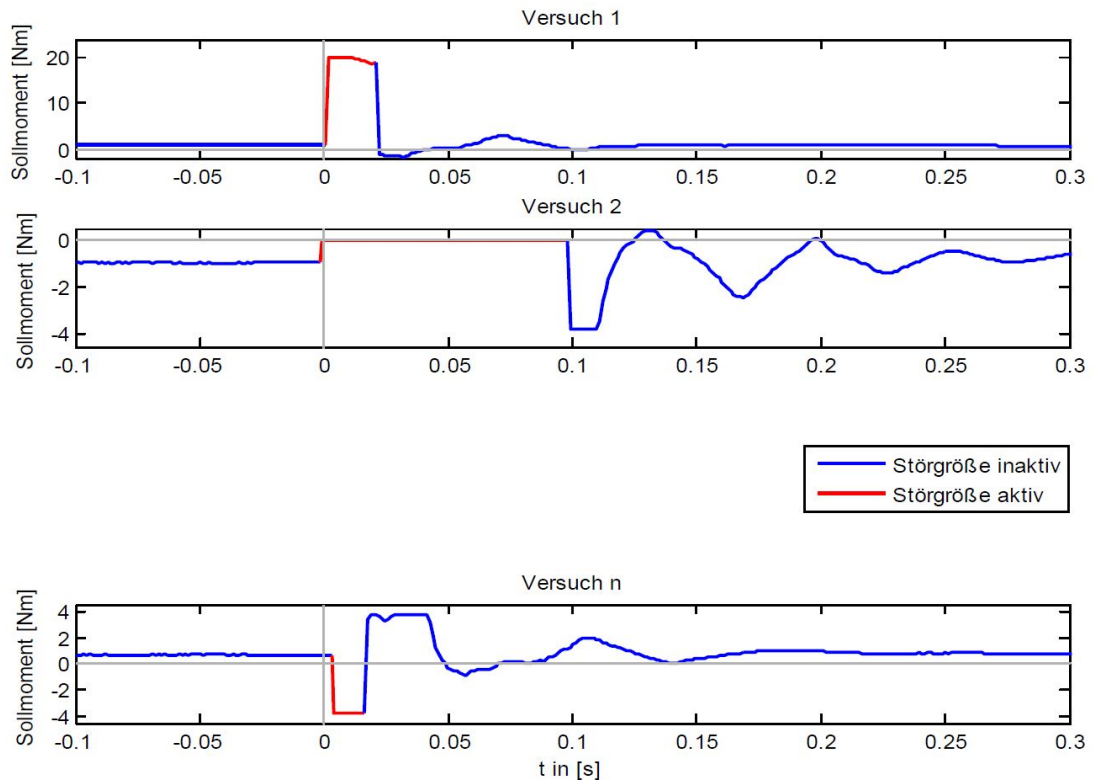 Versuch 1
Sollmoment [Nm]
20
10
0
-0.1 -0.05 0 0.05 0.1 0.15 0.2 0.25 0.3
Versuch 2
Sollmoment [Nm]
0
-2
-4
-0.1 -0.05 0 0.05 0.1 0.15 0.2 0.25 0.3
Störgröße inaktiv
Störgröße aktiv
Versuch n
Sollmoment [Nm]
4
2
0
-2
-4
-0.1 -0.05 0 0.05 0.1 0.15 0.2 0.25 0.3
t in [s]